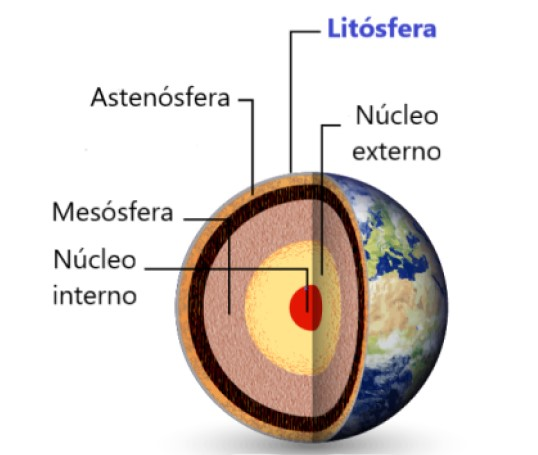 Litósfera
Astenósfera
Núcleo
externo
Mesósfera
Núcleo
interno